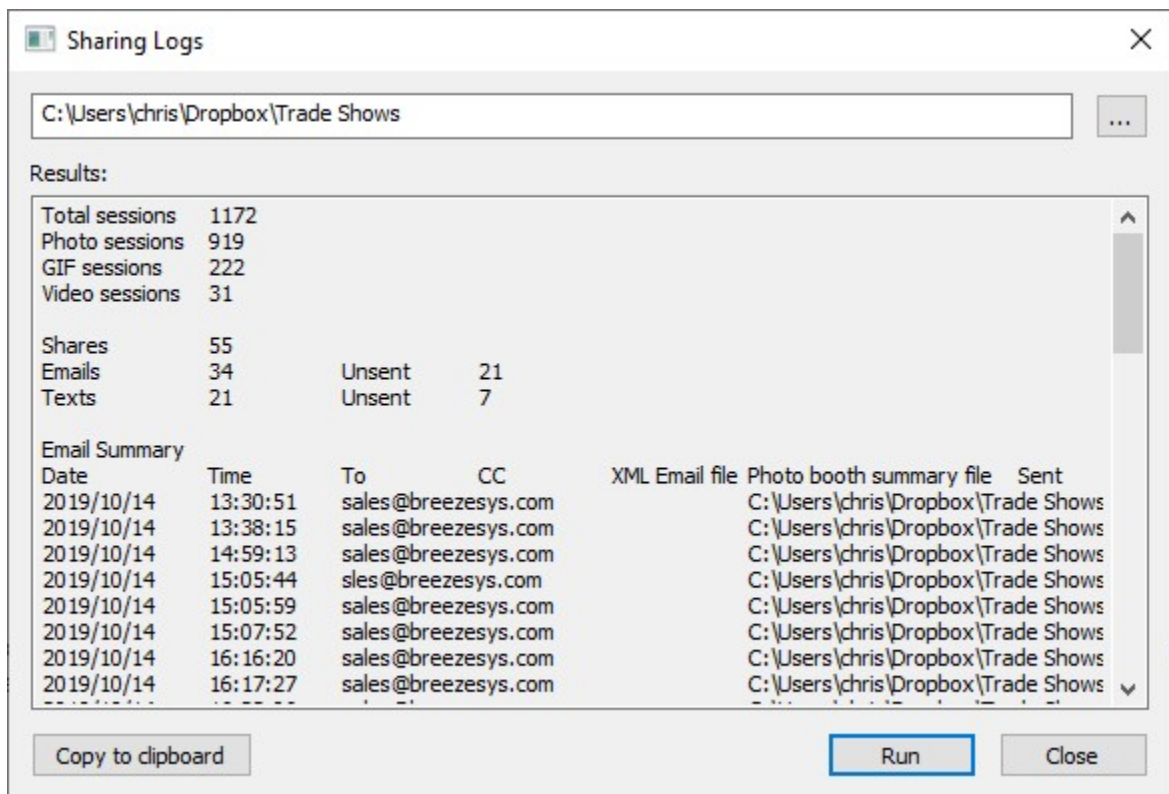 Sharing Logs
C:\Users\chris\Dropbox\Trade Shows
...
Results:
Total sessions 1172
Photo sessions 919
GIF sessions 222
Video sessions 31
Shares 55
Emails 34 Unsent 21
Texts 21 Unsent 7
Email Summary
Date Time To CC XML Email file Photo booth summary file Sent
2019/10/14 13:30:51 sales@breezesys.com C:\Users\chris\Dropbox\Trade Shows
2019/10/14 13:38:15 sales@breezesys.com C:\Users\chris\Dropbox\Trade Shows
2019/10/14 14:59:13 sales@breezesys.com C:\Users\chris\Dropbox\Trade Shows
2019/10/14 15:05:44 sles@breezesys.com C:\Users\chris\Dropbox\Trade Shows
2019/10/14 15:05:59 sales@breezesys.com C:\Users\chris\Dropbox\Trade Shows
2019/10/14 15:07:52 sales@breezesys.com C:\Users\chris\Dropbox\Trade Shows
2019/10/14 16:16:20 sales@breezesys.com C:\Users\chris\Dropbox\Trade Shows
2019/10/14 16:17:27 sales@breezesys.com C:\Users\chris\Dropbox\Trade Shows
Copy to clipboard Run Close